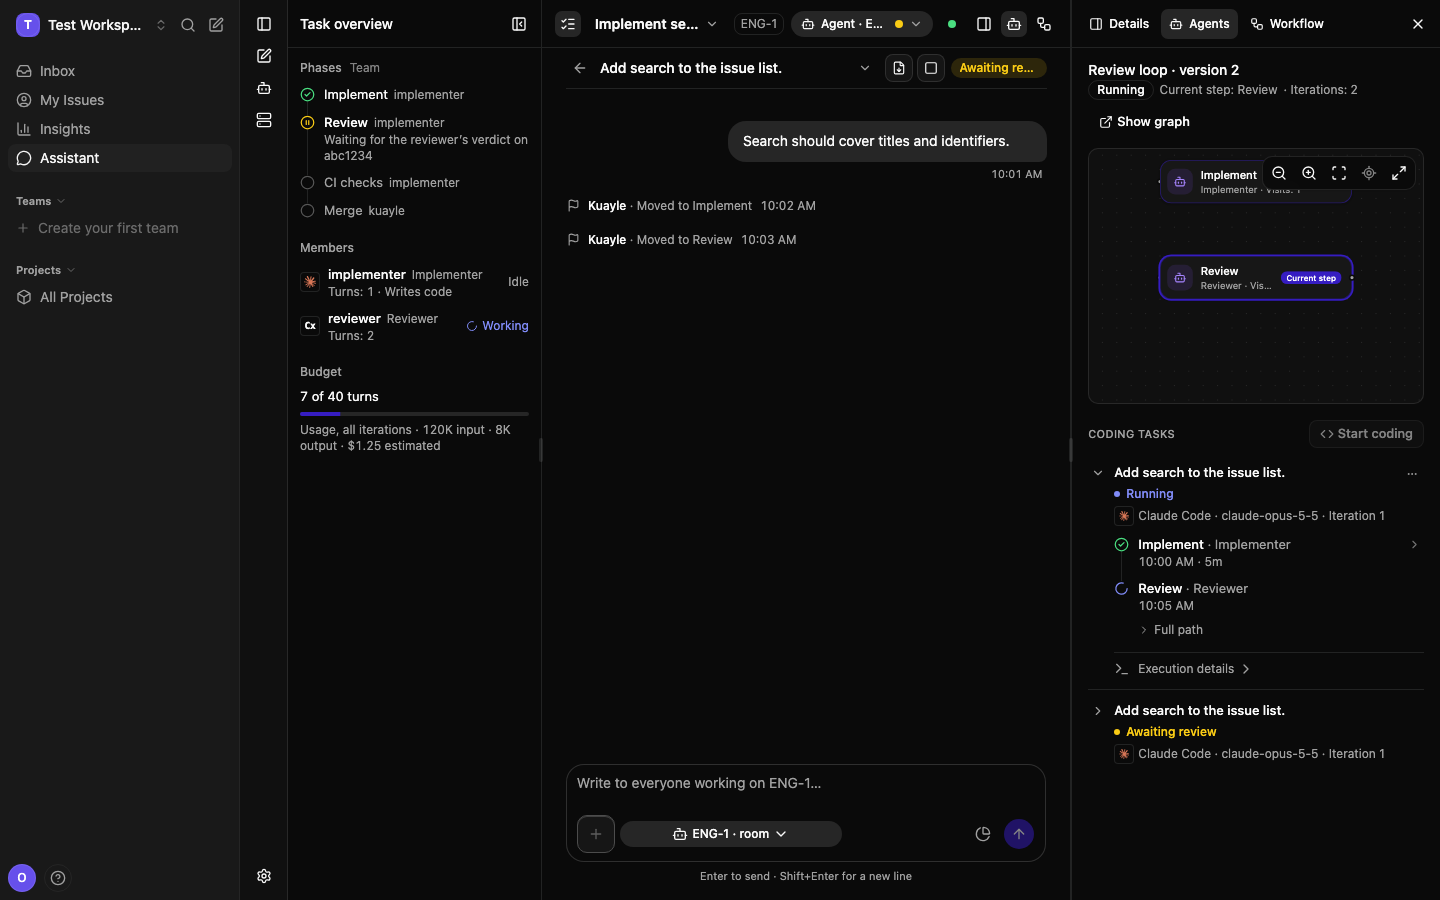 T
Test Worksp...
Inbox
My Issues
Insights
Assistant
Teams
Create your first team
Projects
All Projects
O
Task overview
Phases Team
Implement implementer
Review implementer
Waiting for the reviewer's verdict on
abc1234
CI checks implementer
Merge kuayle
Members
implementer Implementer
Turns: 1 · Writes code
Idle
Cx
reviewer Reviewer
Turns: 2
Working
Budget
7 of 40 turns
Usage, all iterations · 120K input · 8K
output · $1.25 estimated
Implement se...
ENG-1
Agent · E...
Add search to the issue list.
Awaiting re...
Search should cover titles and identifiers.
10:01 AM
Kuayle · Moved to Implement 10:02 AM
Kuayle · Moved to Review 10:03 AM
Write to everyone working on ENG-1...
ENG-1 · room
Enter to send · Shift+Enter for a new line
Details
Agents
Workflow
Review loop · version 2
Running Current step: Review · Iterations: 2
Show graph
Implement
Implementer · Visits: 1
Review
Reviewer · Vis...
Current step
CODING TASKS
Start coding
Add search to the issue list.
Running
Claude Code · claude-opus-5-5 · Iteration 1
Implement · Implementer
10:00 AM · 5m
Review · Reviewer
10:05 AM
Full path
Execution details
Add search to the issue list.
Awaiting review
Claude Code · claude-opus-5-5 · Iteration 1